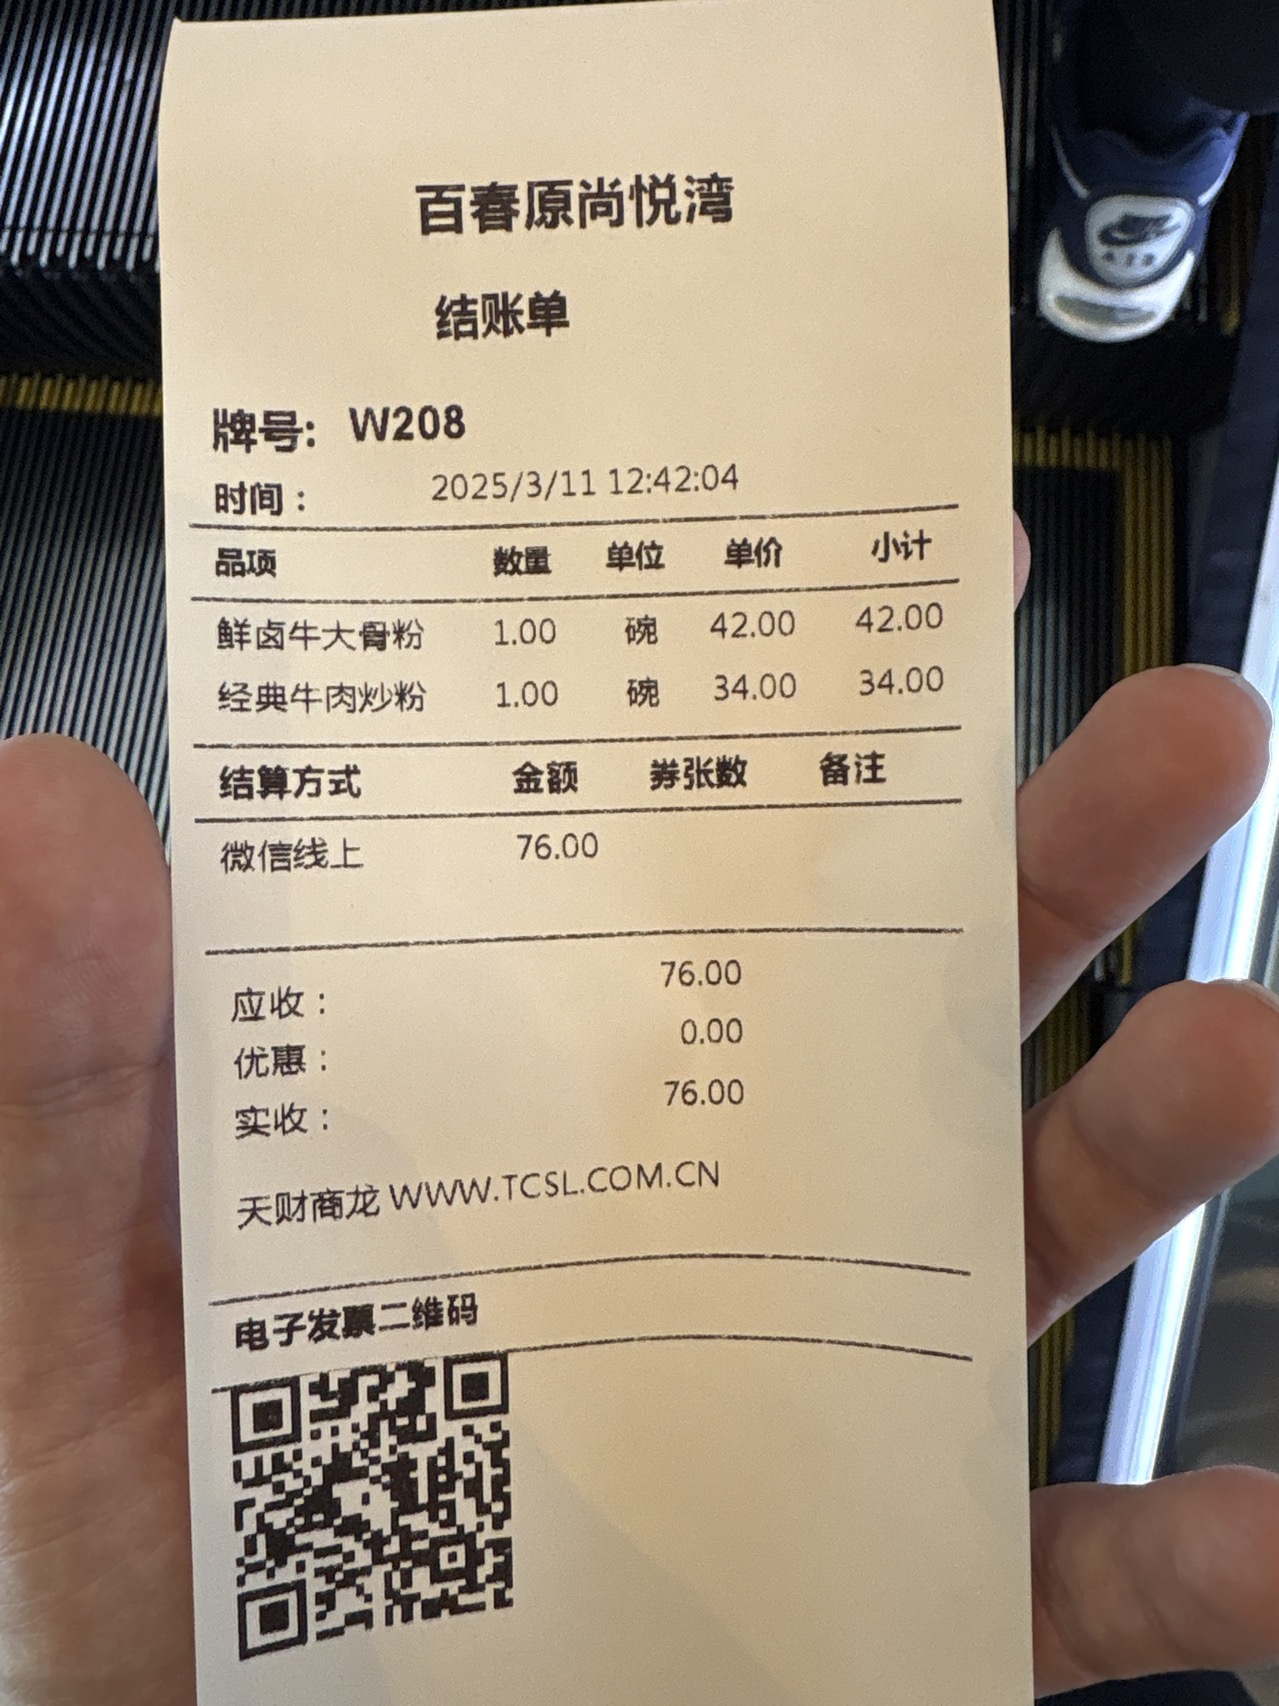 百春原尚悦湾
结账单
牌号: W208
时间： 2025/3/11 12:42:04
品项 数量 单位 单价 小计
鲜卤牛大骨粉 1.00 碗 42.00 42.00
经典牛肉炒粉 1.00 碗 34.00 34.00
结算方式 金额 券张数 备注
微信线上 76.00
应收： 76.00
优惠： 0.00
实收： 76.00
天财商龙 WWW.TCSL.COM.CN
电子发票二维码
AIR